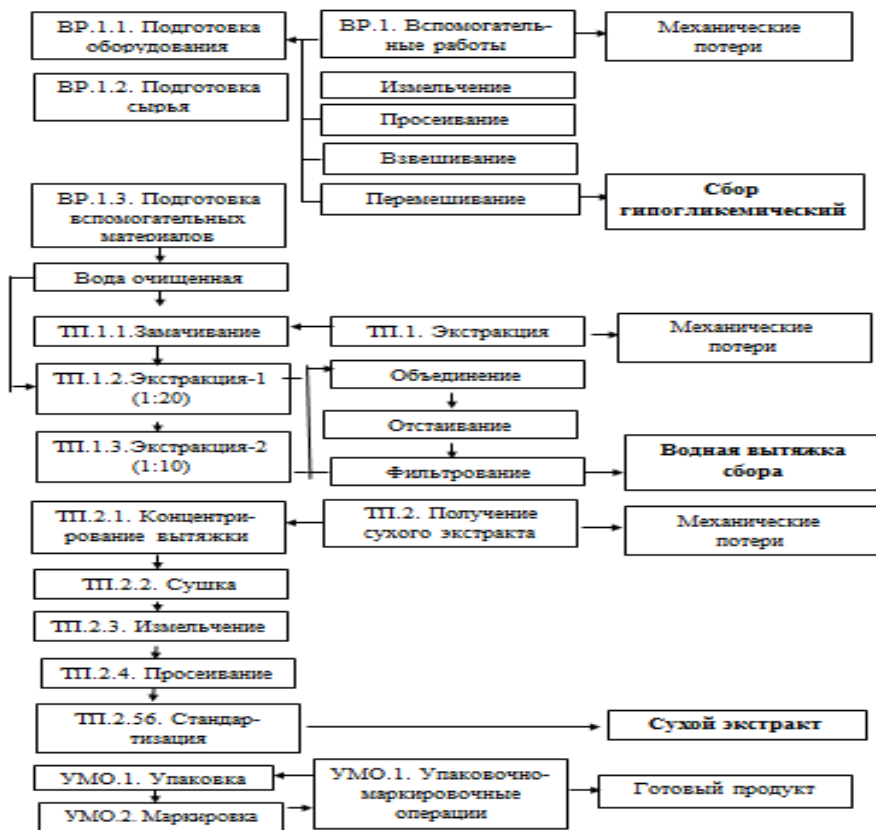 ВР.1.1. Подготовка
оборудования
ВР.1. Вспомогатель-
ные работы
Механические
потери
ВР.1.2. Подготовка
сырья
Измельчение
Просеивание
Взвешивание
ВР.1.3. Подготовка
вспомогательных
материалов
Перемешивание
Сбор
гипогликемический
Вода очищенная
ТП.1.1.Замачивание
ТП.1. Экстракция
Механические
потери
ТП.1.2.Экстракция-1
(1:20)
Объединение
Отстаивание
ТП.1.3.Экстракция-2
(1:10)
Фильтрование
Водная вытяжка
сбора
ТП.2.1. Концентри-
рование вытяжки
ТП.2. Получение
сухого экстракта
Механические
потери
ТП.2.2. Сушка
ТП.2.3. Измельчение
ТП.2.4. Просеивание
ТП.2.5б. Стандар-
тизация
Сухой экстракт
УМО.1. Упаковка
УМО.1. Упаковочно-
маркировочные
операции
Готовый продукт
УМО.2. Маркировка